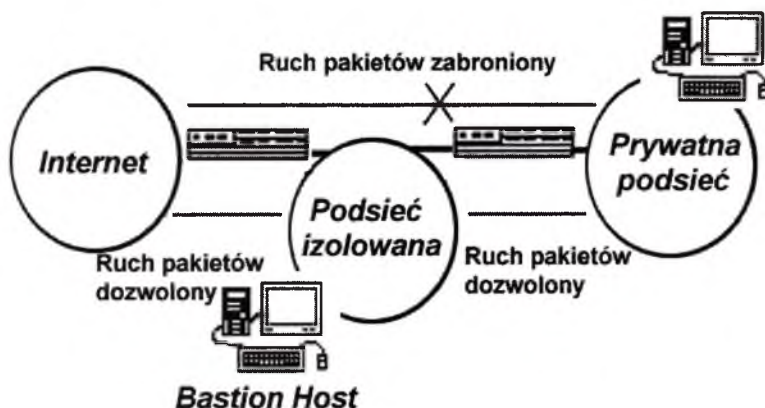 Ruch pakietów zabroniony
Internet
Prywatna
podsieć
Podsieć
izolowana
Ruch pakietów
dozwolony
Ruch pakietów
dozwolony
Bastion Host